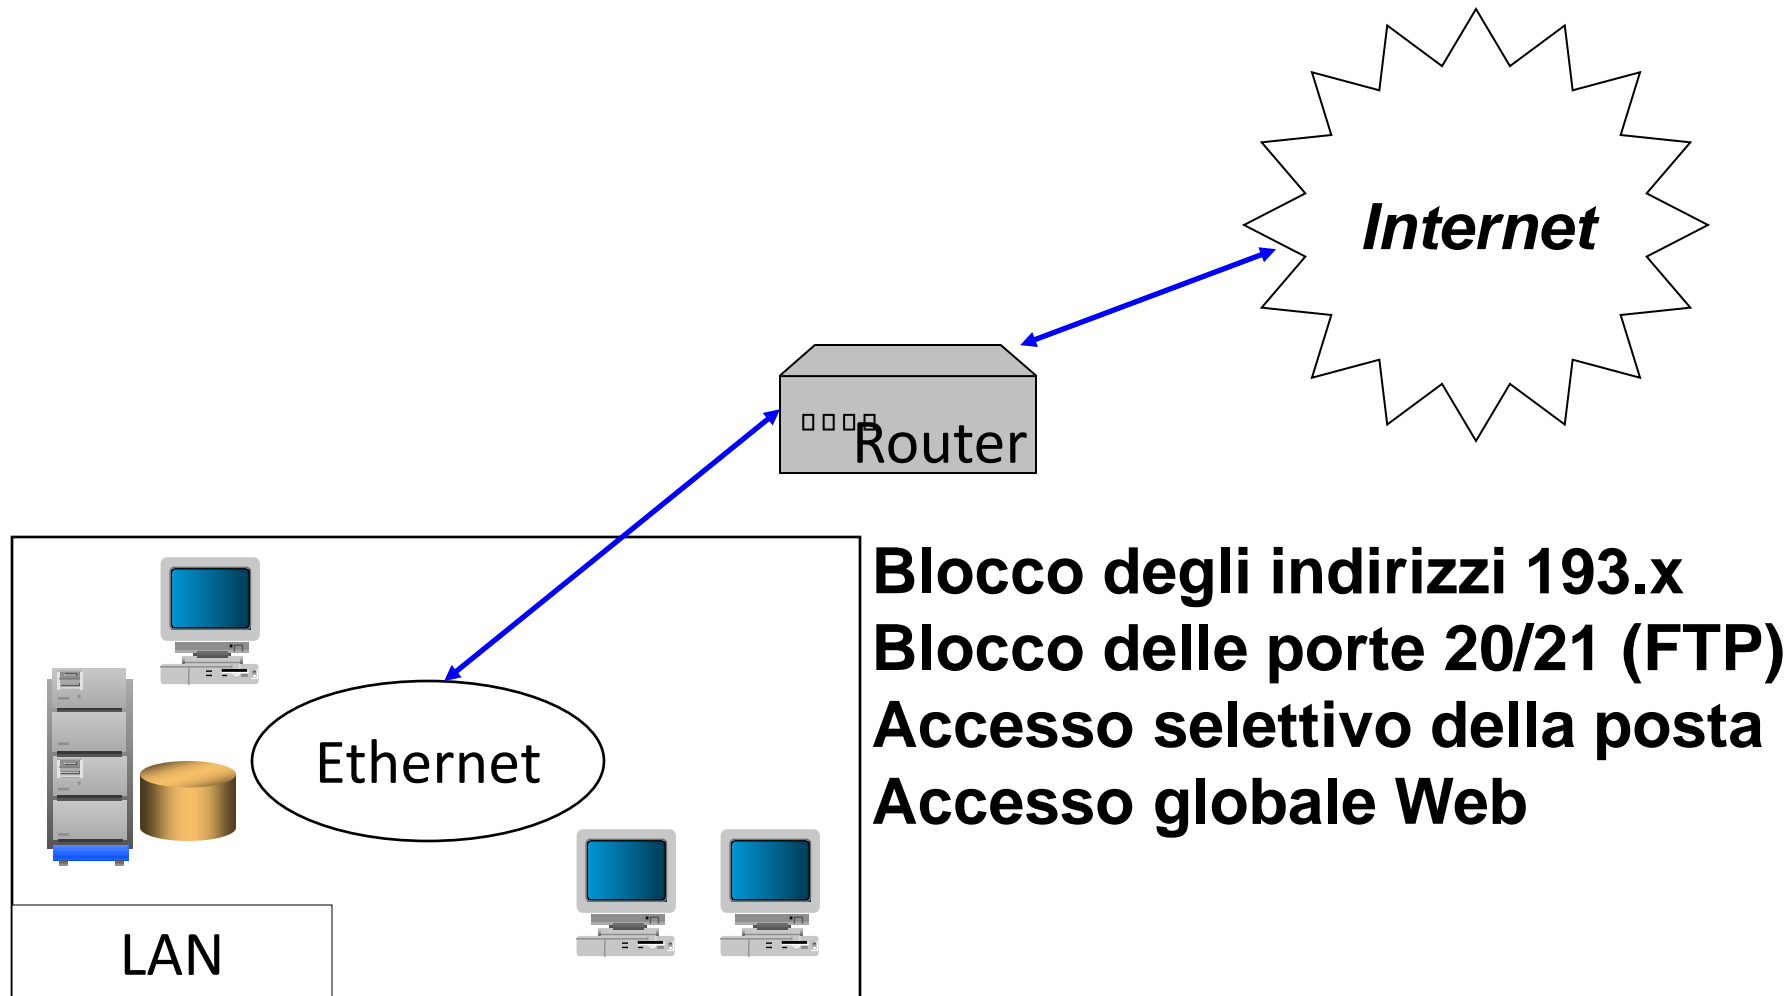 Internet
Router
Blocco degli indirizzi 193.x
Blocco delle porte 20/21 (FTP)
Accesso selettivo della posta
Accesso globale Web
Ethernet
LAN